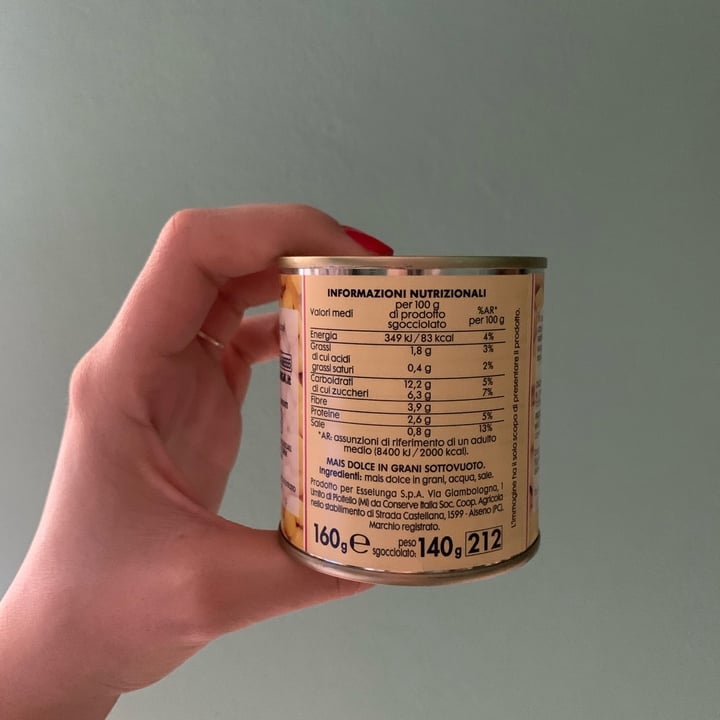 INFORMAZIONI NUTRIZIONALI
Valori medi per 100 g di prodotto sgocciolato %AR* per 100 g
Energia 349 kJ/83 kcal 4%
Grassi 1,8 g 3%
di cui acidi grassi saturi 0,4 g 2%
Carboidrati 12,2 g 5%
di cui zuccheri 6,3 g 7%
Fibre 3,9 g
Proteine 2,6 g 5%
Sale 0,8 g 13%
*AR: assunzioni di riferimento di un adulto
medio (8400 kJ/2000 kcal).
MAIS DOLCE IN GRANI SOTTOVUOTO.
Ingredienti: mais dolce in grani, acqua, sale.
Prodotto per Esselunga S.p.A. Via Giambologna, 1
Limito di Pioltello (MI) da Conserve Italia Soc. Coop. Agricola
nello stabilimento di Strada Castellana, 1599 - Alseno (PC).
Marchio registrato.
160g e peso sgocciolato: 140g 212
L'immagine ha il solo scopo di presentare il prodotto.